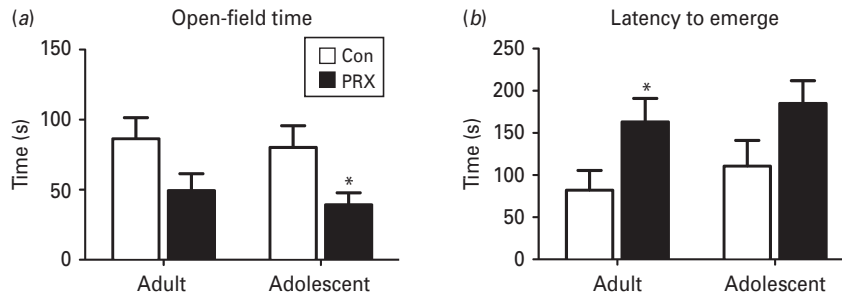 (a) Open-field time
Time (s)
150
100
50
0
Con
PRX
*
Adult Adolescent
(b) Latency to emerge
Time (s)
250
200
150
100
50
0
*
Adult Adolescent